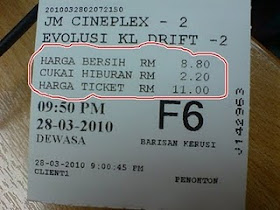 2010032802072150
JM CINEPLEX - 2
EVOLUSI KL DRIFT -2
HARGA BERSIH RM 8.80
CUKAI HIBURAN RM 2.20
HARGA TICKET RM 11.00
09:50 PM
28-03-2010
DEWASA
F6
BARISAN KERUSI
28-03-2010 9:00:45 PM
CLIENT1
PENONTON
J142963